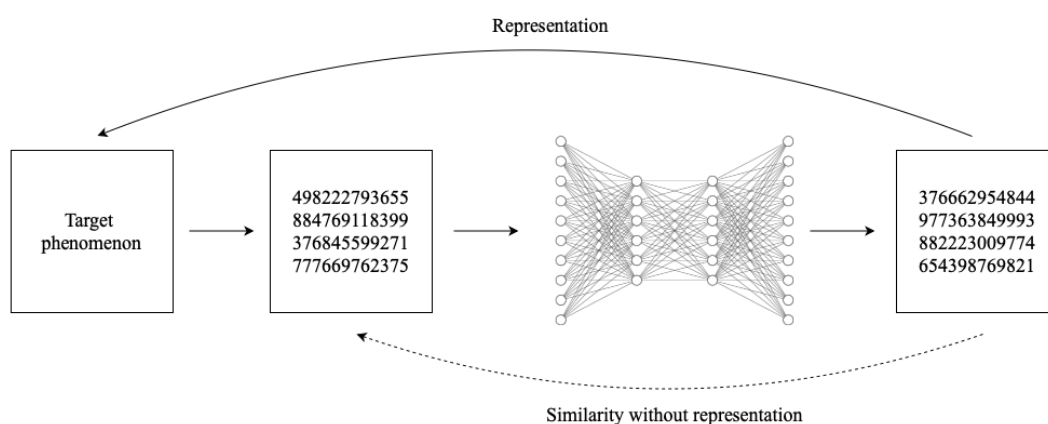 Representation
Target
phenomenon
498222793655
884769118399
376845599271
777669762375
376662954844
977363849993
882223009774
654398769821
Similarity without representation